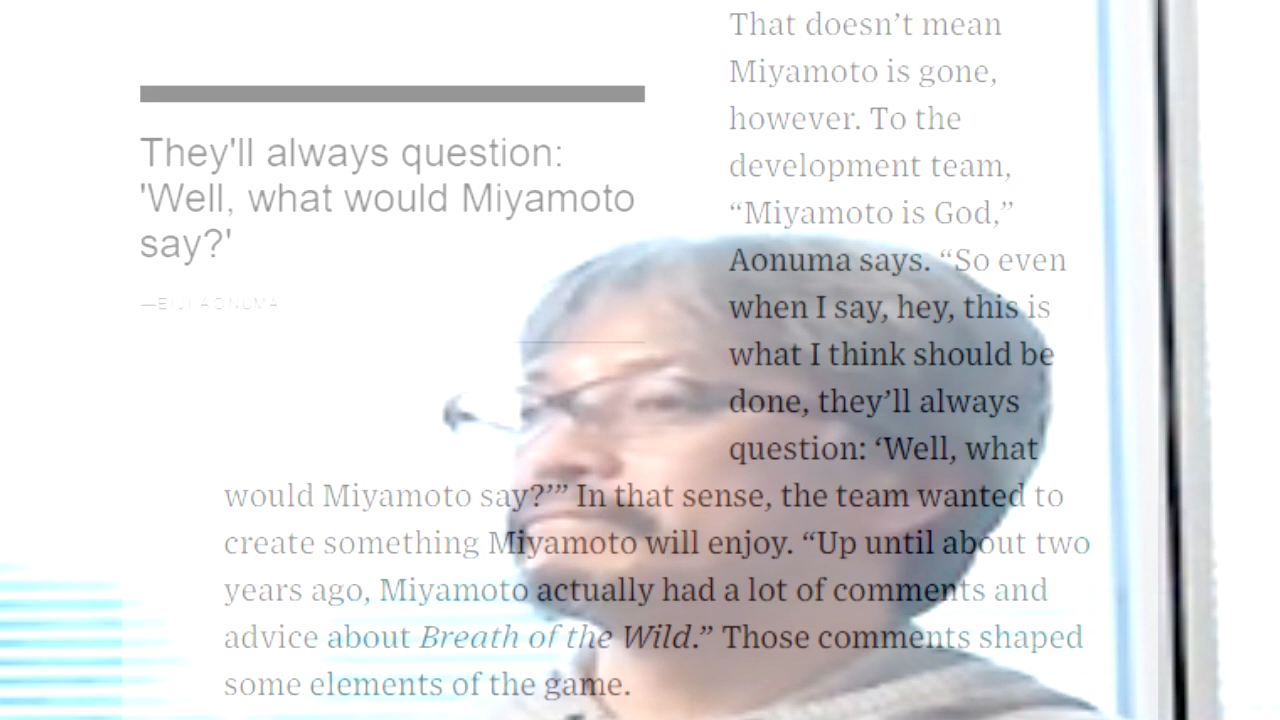 They'll always question:
'Well, what would Miyamoto
say?'
—EIJI AONUMA
That doesn’t mean
Miyamoto is gone,
however. To the
development team,
“Miyamoto is God,”
Aonuma says. “So even
when I say, hey, this is
what I think should be
done, they’ll always
question: ‘Well, what
would Miyamoto say?’” In that sense, the team wanted to
create something Miyamoto will enjoy. “Up until about two
years ago, Miyamoto actually had a lot of comments and
advice about Breath of the Wild.” Those comments shaped
some elements of the game.